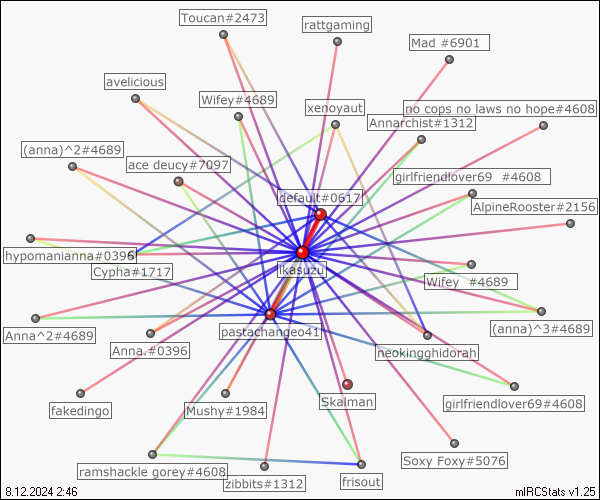 Toucan#2473
rattgaming
Mad #6901
avelicious
Wifey#4689
xenoyaut
no cops no laws no hope#4608
Annarchist#1312
(anna)^2#4689
ace deucy#7097
girlfriendlover69 #4608
default#0617
AlpineRooster#2156
hypomanianna#0396
Cypha#1717
ikasuzu
Wifey #4689
Anna^2#4689
pastachangeo41
(anna)^3#4689
Anna.#0396
neokingghidorah
fakedingo
Mushy#1984
Skalman
girlfriendlover69#4608
ramshackle gorey#4608
zibbits#1312
frisout
Soxy Foxy#5076
8.12.2024 2:46
mIRCStats v1.25